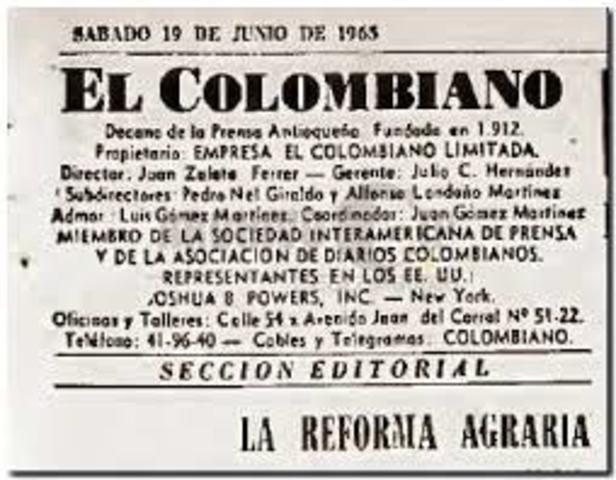 SABADO 19 DE JUNIO DE 1965
EL COLOMBIANO
Decano de la Prensa Antioqueña Fundado en 1.912.
Propietario: EMPRESA EL COLOMBIANO LIMITADA.
Director: Juan Zuleta Ferrer — Gerente: Julio C. Hernández
Subdirectores: Pedro Nel Giraldo y Alfonso Londoño Martínez
Admor: Luis Gómez Martínez. Coordinador: Juan Gómez Martínez
MIEMBRO DE LA SOCIEDAD INTERAMERICANA DE PRENSA
Y DE LA ASOCIACION DE DIARIOS COLOMBIANOS.
REPRESENTANTES EN LOS EE. UU.:
JOSHUA B POWERS, INC. — New York.
Oficinas y Talleres: Calle 54 x Avenida Juan del Corral Nº 51-22.
Teléfono: 41-96-40 — Cables y Telegramas: COLOMBIANO.
SECCION EDITORIAL
LA REFORMA AGRARIA